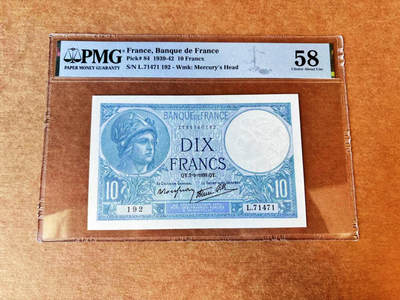 PMG
PAPER MONEY GUARANTY
France, Banque de France
Pick# 84 1939-42 10 Francs
S/N L.71471 192 - Wmk: Mercury's Head
58
Choice About Unc
BANQUE DE FRANCE
DIX
FRANCS
10
10
192
L.71471